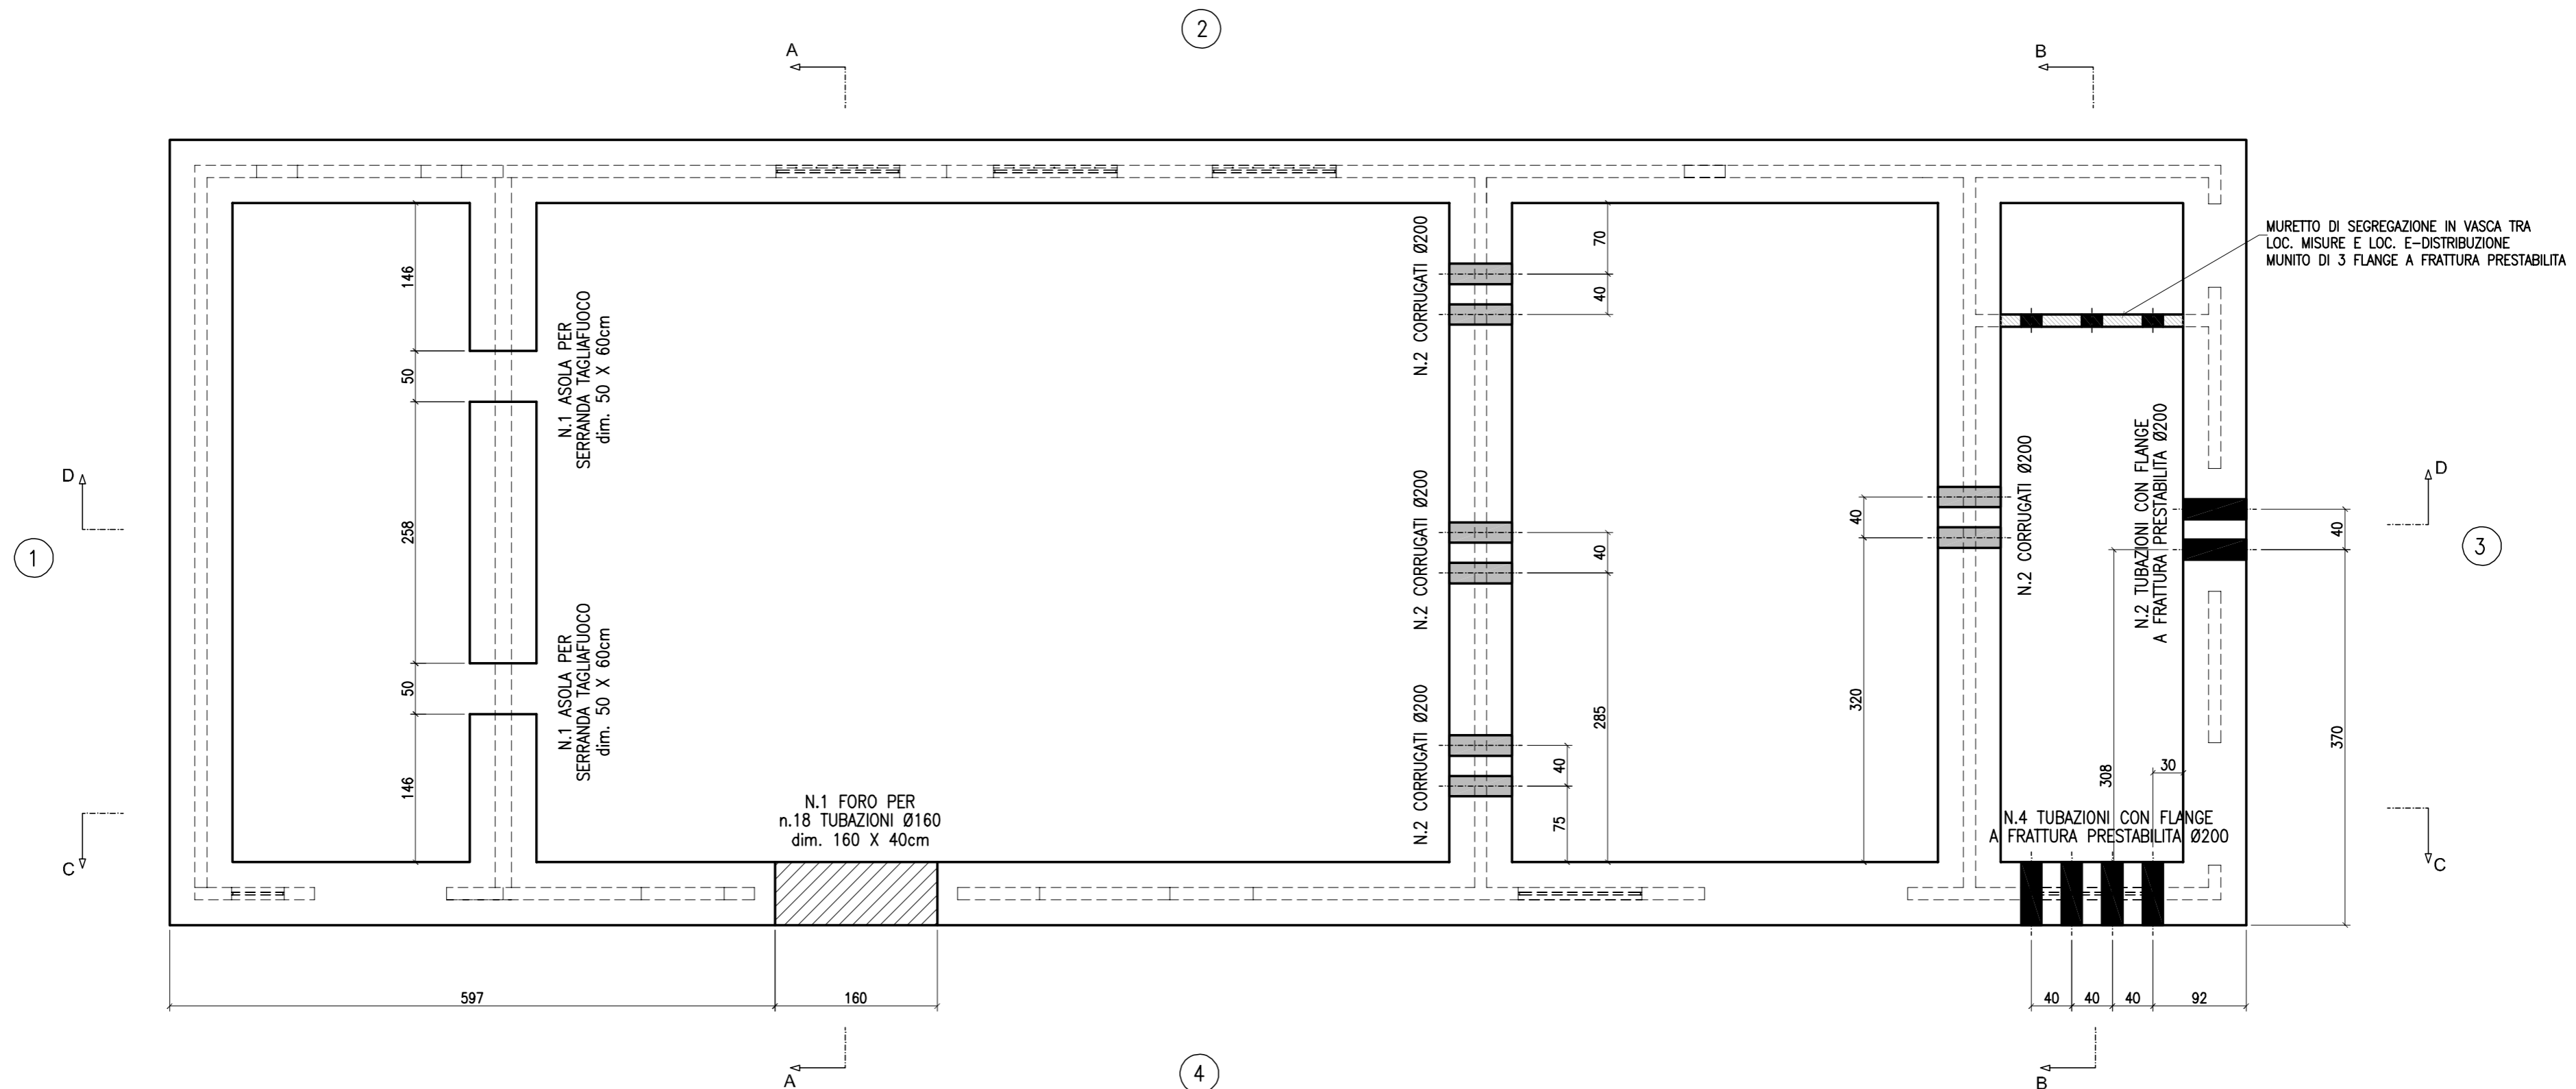 2
A
B
MURETTO DI SEGREGAZIONE IN VASCA TRA
LOC. MISURE E LOC. E-DISTRIBUZIONE
MUNITO DI 3 FLANGE A FRATTURA PRESTABILITA
146
50
258
50
146
N.1 ASOLA PER
SERRANDA TAGLIAFUOCO
dim. 50 X 60cm
N.1 ASOLA PER
SERRANDA TAGLIAFUOCO
dim. 50 X 60cm
N.2 CORRUGATI Ø200
70
40
N.2 CORRUGATI Ø200
40
285
N.2 CORRUGATI Ø200
40
75
40
320
N.2 CORRUGATI Ø200
N.2 TUBAZIONI CON FLANGE
A FRATTURA PRESTABILITA Ø200
40
370
308
30
D
D
1
3
C
C
N.1 FORO PER
n.18 TUBAZIONI Ø160
dim. 160 X 40cm
N.4 TUBAZIONI CON FLANGE
A FRATTURA PRESTABILITA Ø200
597
160
40
40
40
92
A
4
B